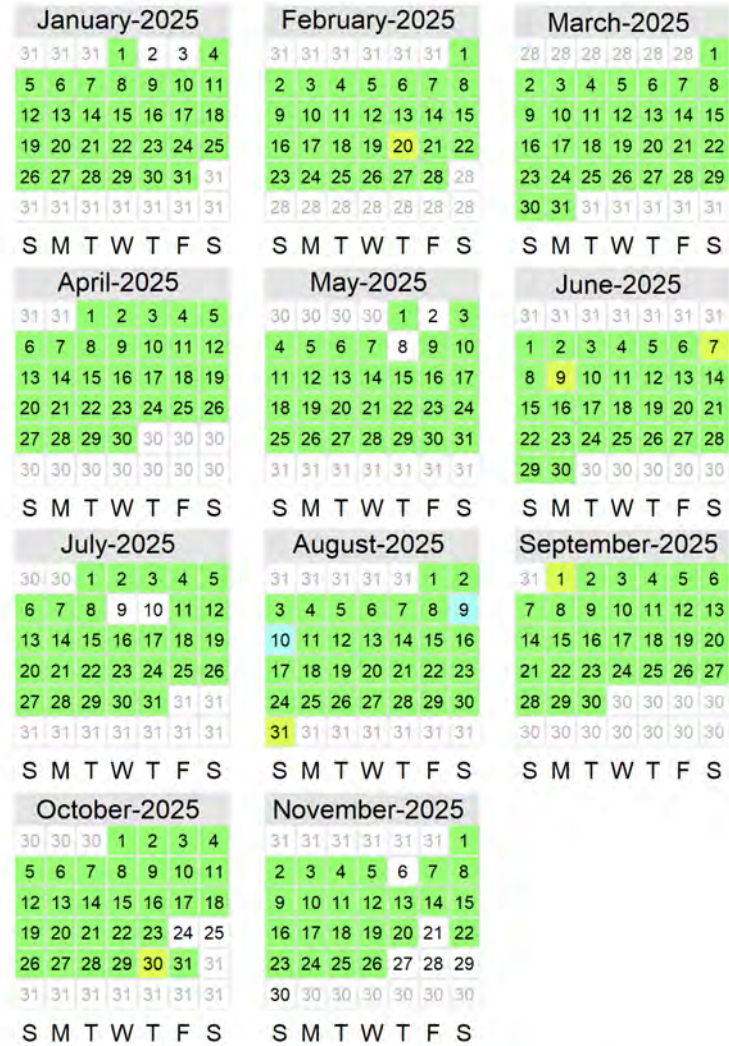 January-2025
31 31 31 1 2 3 4
5 6 7 8 9 10 11
12 13 14 15 16 17 18
19 20 21 22 23 24 25
26 27 28 29 30 31 31
31 31 31 31 31 31 31
S M T W T F S
February-2025
31 31 31 31 31 31 1
2 3 4 5 6 7 8
9 10 11 12 13 14 15
16 17 18 19 20 21 22
23 24 25 26 27 28 28
28 28 28 28 28 28 28
S M T W T F S
March-2025
28 28 28 28 28 28 1
2 3 4 5 6 7 8
9 10 11 12 13 14 15
16 17 18 19 20 21 22
23 24 25 26 27 28 29
30 31 31 31 31 31 31
S M T W T F S
April-2025
31 31 1 2 3 4 5
6 7 8 9 10 11 12
13 14 15 16 17 18 19
20 21 22 23 24 25 26
27 28 29 30 30 30 30
30 30 30 30 30 30 30
S M T W T F S
May-2025
30 30 30 30 1 2 3
4 5 6 7 8 9 10
11 12 13 14 15 16 17
18 19 20 21 22 23 24
25 26 27 28 29 30 31
31 31 31 31 31 31 31
S M T W T F S
June-2025
31 31 31 31 31 31 31
1 2 3 4 5 6 7
8 9 10 11 12 13 14
15 16 17 18 19 20 21
22 23 24 25 26 27 28
29 30 30 30 30 30 30
S M T W T F S
July-2025
30 30 1 2 3 4 5
6 7 8 9 10 11 12
13 14 15 16 17 18 19
20 21 22 23 24 25 26
27 28 29 30 31 31 31
31 31 31 31 31 31 31
S M T W T F S
August-2025
31 31 31 31 31 1 2
3 4 5 6 7 8 9
10 11 12 13 14 15 16
17 18 19 20 21 22 23
24 25 26 27 28 29 30
31 31 31 31 31 31 31
S M T W T F S
September-2025
31 1 2 3 4 5 6
7 8 9 10 11 12 13
14 15 16 17 18 19 20
21 22 23 24 25 26 27
28 29 30 30 30 30 30
30 30 30 30 30 30 30
S M T W T F S
October-2025
30 30 30 1 2 3 4
5 6 7 8 9 10 11
12 13 14 15 16 17 18
19 20 21 22 23 24 25
26 27 28 29 30 31 31
31 31 31 31 31 31 31
S M T W T F S
November-2025
31 31 31 31 31 31 1
2 3 4 5 6 7 8
9 10 11 12 13 14 15
16 17 18 19 20 21 22
23 24 25 26 27 28 29
30 30 30 30 30 30 30
S M T W T F S